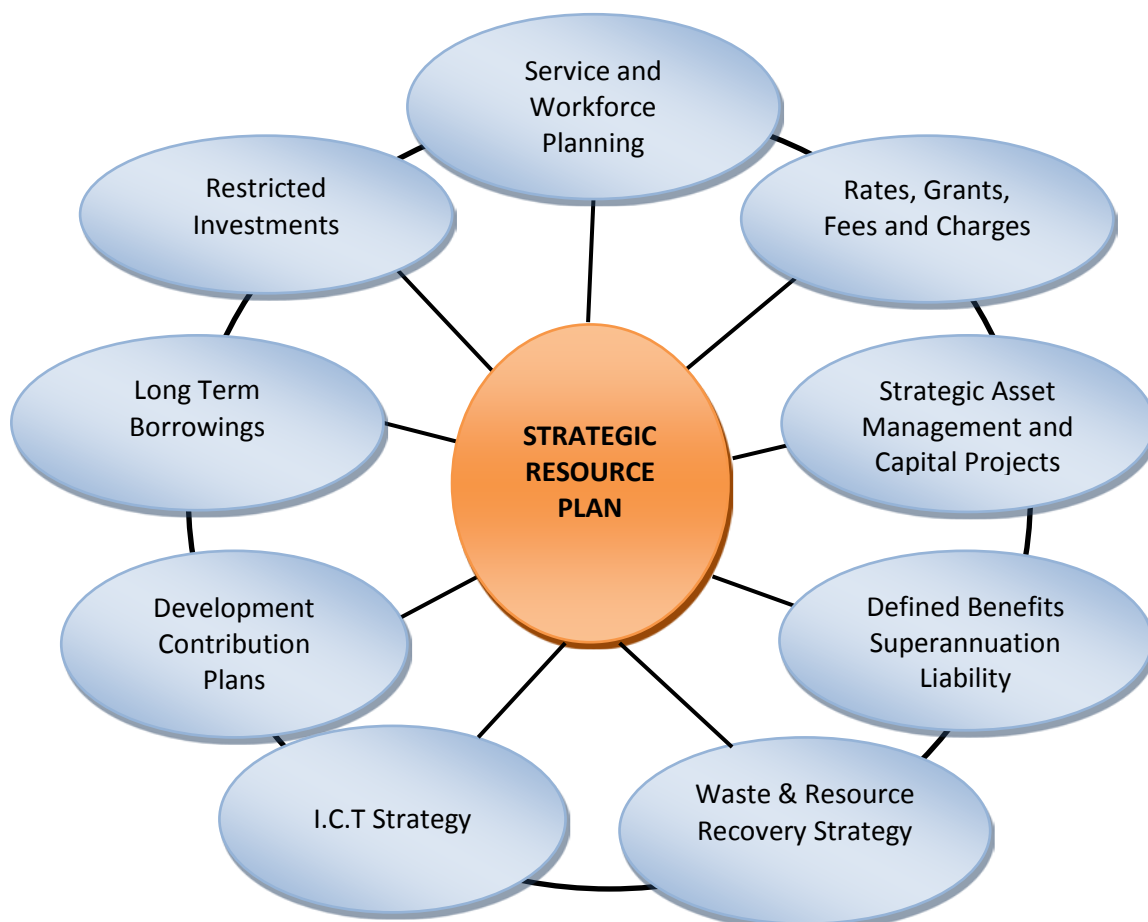 Service and
Workforce
Planning
Rates, Grants,
Fees and Charges
Strategic Asset
Management and
Capital Projects
Defined Benefits
Superannuation
Liability
Waste & Resource
Recovery Strategy
I.C.T Strategy
Development
Contribution
Plans
Long Term
Borrowings
Restricted
Investments
STRATEGIC
RESOURCE
PLAN